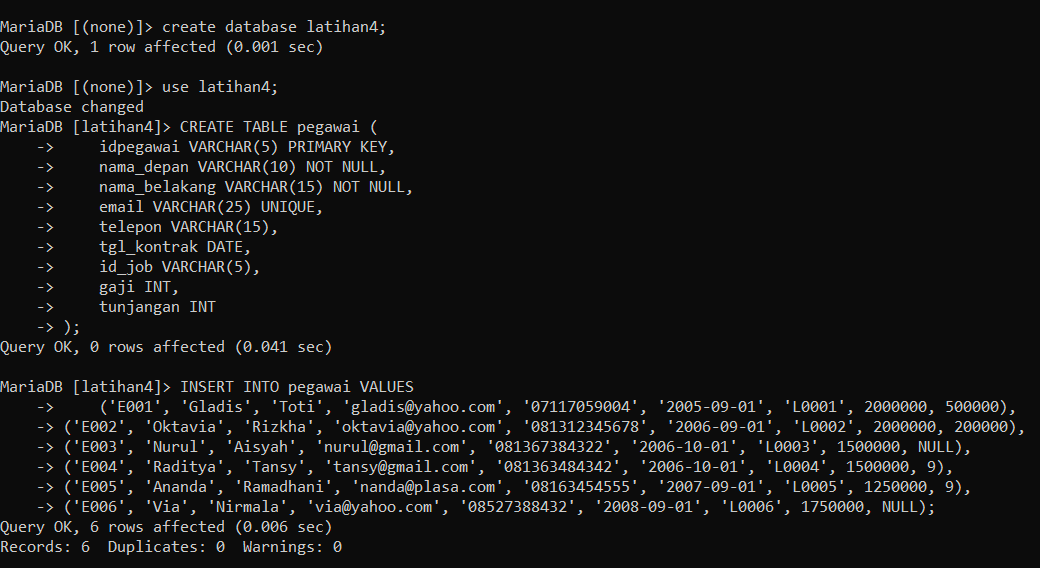 MariaDB [(none)]> create database latihan4;
Query OK, 1 row affected (0.001 sec)
MariaDB [(none)]> use latihan4;
Database changed
MariaDB [latihan4]> CREATE TABLE pegawai (
    ->     idpegawai VARCHAR(5) PRIMARY KEY,
    ->     nama_depan VARCHAR(10) NOT NULL,
    ->     nama_belakang VARCHAR(15) NOT NULL,
    ->     email VARCHAR(25) UNIQUE,
    ->     telepon VARCHAR(15),
    ->     tgl_kontrak DATE,
    ->     id_job VARCHAR(5),
    ->     gaji INT,
    ->     tunjangan INT
    -> );
Query OK, 0 rows affected (0.041 sec)
MariaDB [latihan4]> INSERT INTO pegawai VALUES
    ->     ('E001', 'Gladis', 'Toti', 'gladis@yahoo.com', '07117059004', '2005-09-01', 'L0001', 2000000, 500000),
    -> ('E002', 'Oktavia', 'Rizkha', 'oktavia@yahoo.com', '081312345678', '2006-09-01', 'L0002', 2000000, 200000),
    -> ('E003', 'Nurul', 'Aisyah', 'nurul@gmail.com', '081367384322', '2006-10-01', 'L0003', 1500000, NULL),
    -> ('E004', 'Raditya', 'Tansy', 'tansy@gmail.com', '081363484342', '2006-10-01', 'L0004', 1500000, 9),
    -> ('E005', 'Ananda', 'Ramadhani', 'nanda@plasa.com', '08163454555', '2007-09-01', 'L0005', 1250000, 9),
    -> ('E006', 'Via', 'Nirmala', 'via@yahoo.com', '08527388432', '2008-09-01', 'L0006', 1750000, NULL);
Query OK, 6 rows affected (0.006 sec)
Records: 6  Duplicates: 0  Warnings: 0